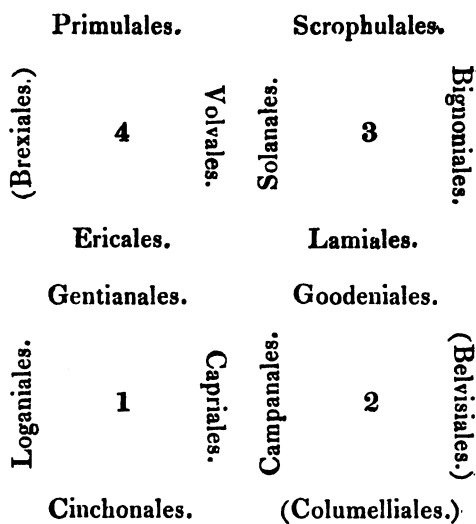 Primulales.
Scrophulales.
(Brexiales.)
4
Volvales.
Solanales.
3
Bignoniales.
Ericales.
Lamiales.
Gentianales.
Goodeniales.
Loganiales.
1
Capriales.
Campanales.
2
(Belvisiales.)
Cinchonales.
(Columelliales.)